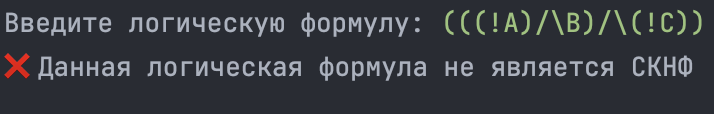 Введите логическую формулу: (((!A)/\B)/\(!C))
❌ Данная логическая формула не является СКНФ